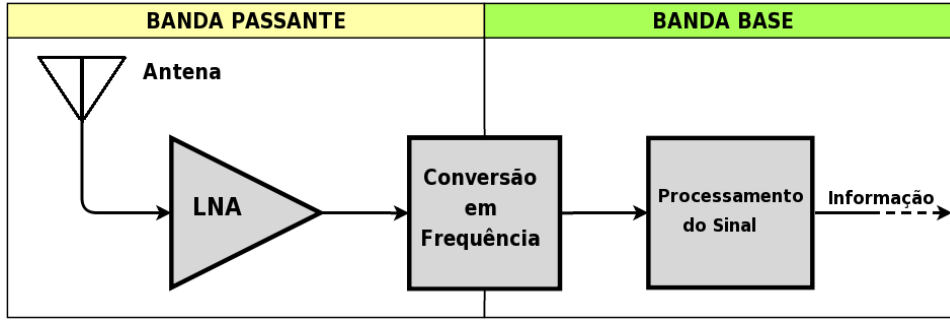 BANDA PASSANTE
BANDA BASE
Antena
LNA
Conversão
em
Frequência
Processamento
do Sinal
Informação